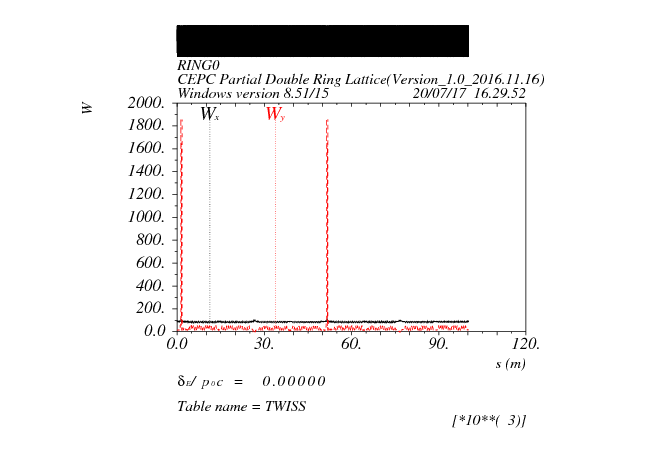 RING0
CEPC Partial Double Ring Lattice(Version_1.0_2016.11.16)
Windows version 8.51/15 20/07/17 16.29.52
W
2000.
Wx Wy
1800.
1600.
1400.
1200.
1000.
800.
600.
400.
200.
0.0
0.0 30. 60. 90. 120.
s (m)
δE/ p0c = 0.00000
Table name = TWISS
[*10**( 3)]